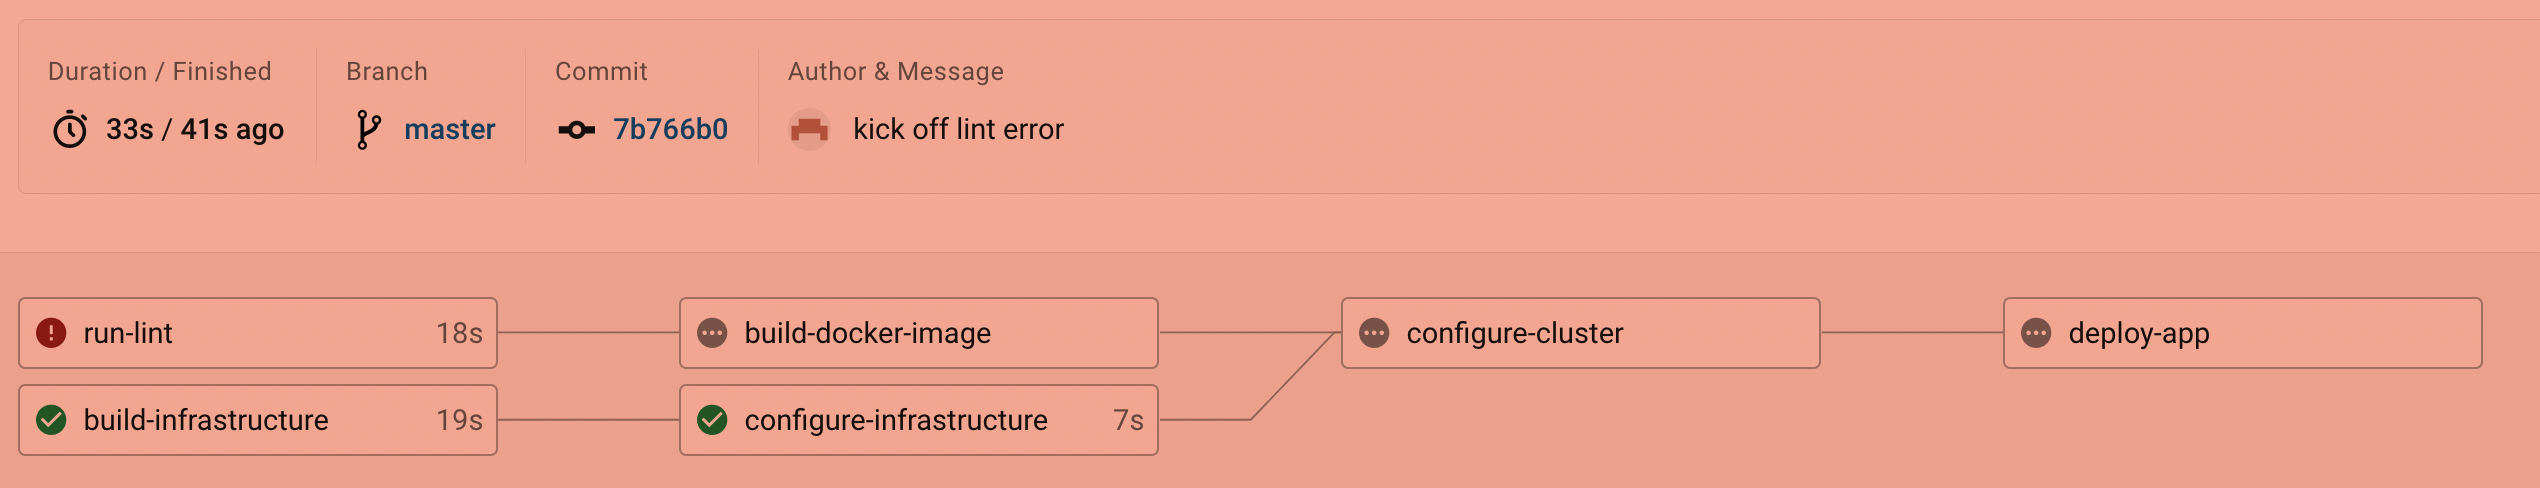 Duration / Finished
33s / 41s ago
Branch
master
Commit
7b766b0
Author & Message
kick off lint error
run-lint 18s
build-docker-image
configure-cluster
deploy-app
build-infrastructure 19s
configure-infrastructure 7s